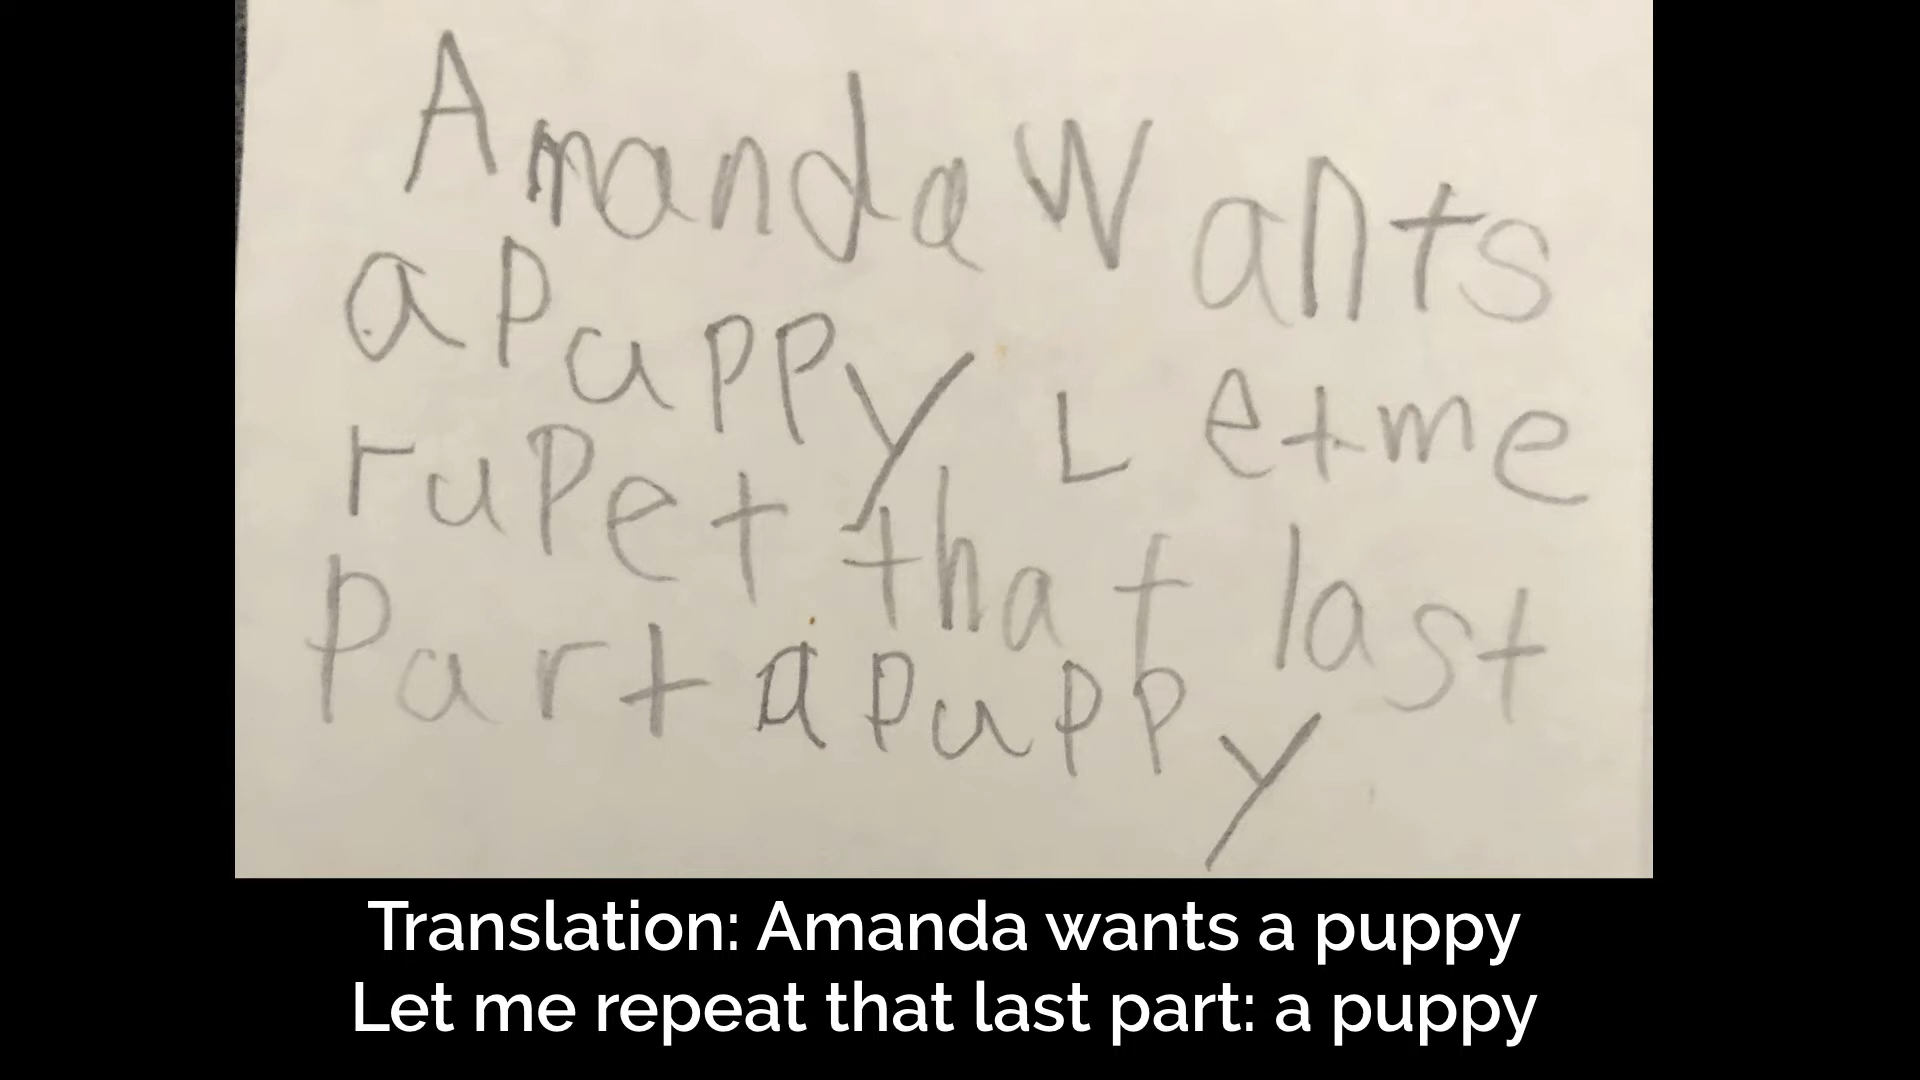 Amanda Wants
a Puppy Letme
rupet that last
Part a puppy
Translation: Amanda wants a puppy
Let me repeat that last part: a puppy